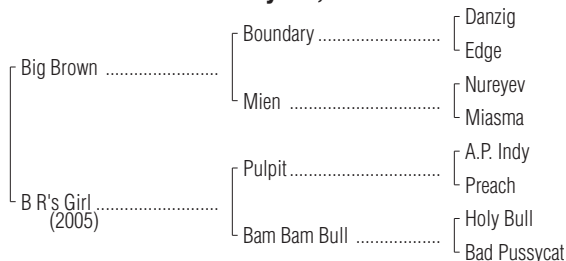 Danzig
Boundary ............................
Edge
Big Brown ..........................
Nureyev
Mien ..................................
Miasma
A.P. Indy
Pulpit..................................
Preach
B R's Girl ............................
(2005)
Holy Bull
Bam Bam Bull ...................
Bad Pussycat